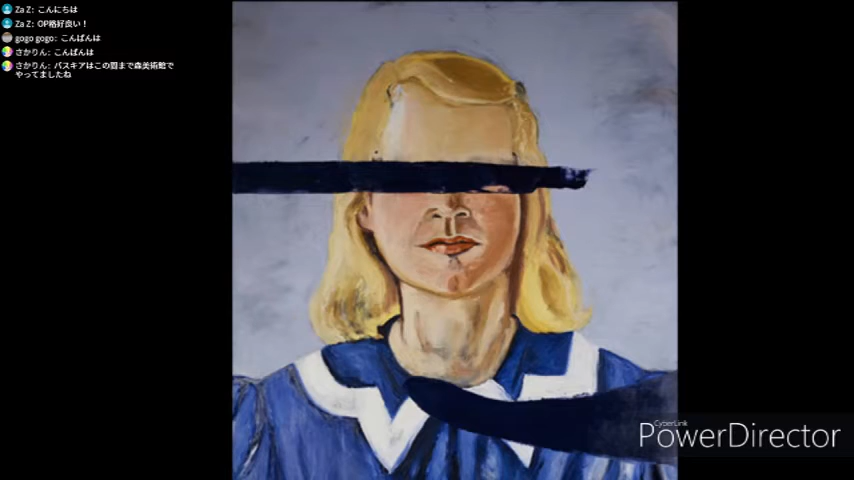 Za Z: こんにちは
Za Z: OP格好良い！
gogo gogo: こんばんは
さかりん: こんばんは
さかりん: バスキアはこの間まで森美術館で
やってましたね
CyberLink
PowerDirector